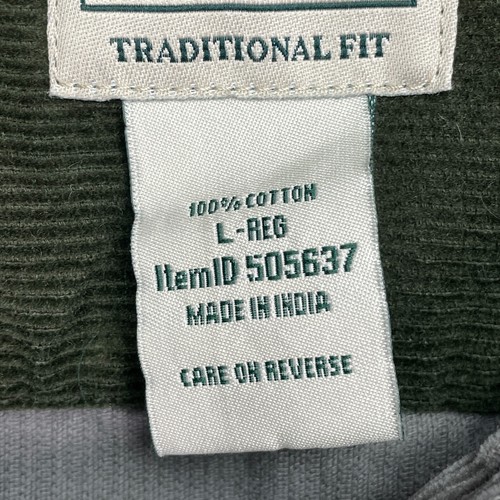 TRADITIONAL FIT
100% COTTON
L-REG
ItemID 505637
MADE IN INDIA
CARE ON REVERSE